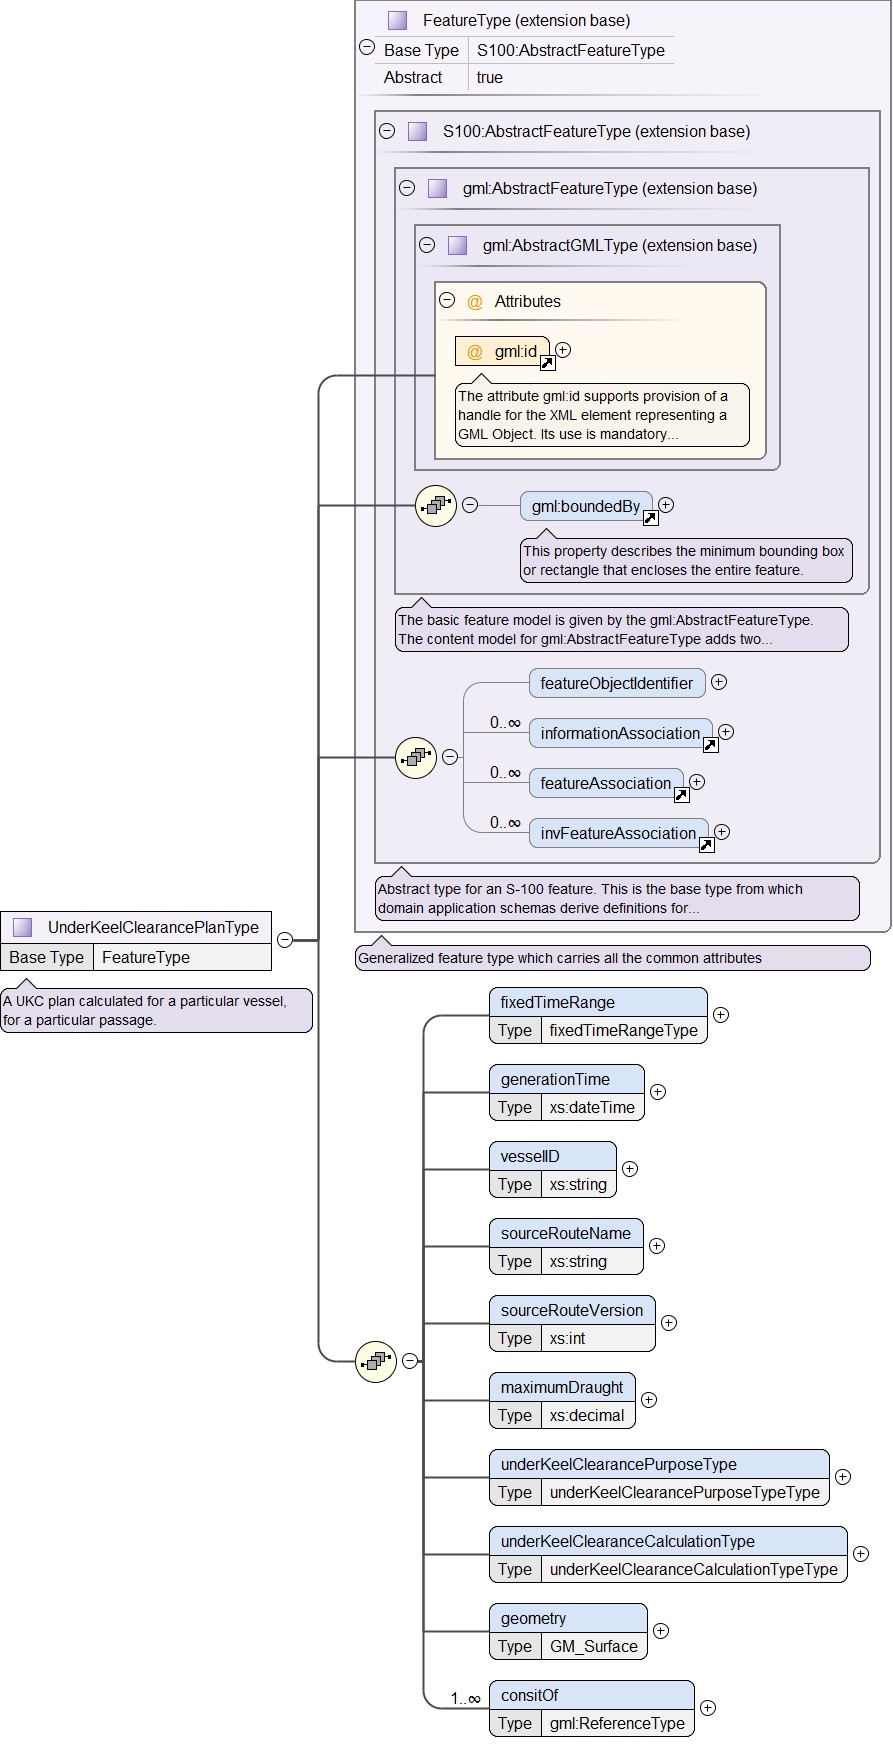 FeatureType (extension base)
Base Type S100:AbstractFeatureType
Abstract true
S100:AbstractFeatureType (extension base)
gml:AbstractFeatureType (extension base)
gml:AbstractGMLType (extension base)
@ Attributes
@ gml:id
The attribute gml:id supports provision of a
handle for the XML element representing a
GML Object. Its use is mandatory...
gml:boundedBy
This property describes the minimum bounding box
or rectangle that encloses the entire feature.
The basic feature model is given by the gml:AbstractFeatureType.
The content model for gml:AbstractFeatureType adds two...
featureObjectIdentifier
0..∞ informationAssociation
0..∞ featureAssociation
0..∞ invFeatureAssociation
Abstract type for an S-100 feature. This is the base type from which
domain application schemas derive definitions for...
Generalized feature type which carries all the common attributes
UnderKeelClearancePlanType
Base Type FeatureType
A UKC plan calculated for a particular vessel,
for a particular passage.
fixedTimeRange
Type fixedTimeRangeType
generationTime
Type xs:dateTime
vesselID
Type xs:string
sourceRouteName
Type xs:string
sourceRouteVersion
Type xs:int
maximumDraught
Type xs:decimal
underKeelClearancePurposeType
Type underKeelClearancePurposeTypeType
underKeelClearanceCalculationType
Type underKeelClearanceCalculationTypeType
geometry
Type GM_Surface
1..∞ consitOf
Type gml:ReferenceType